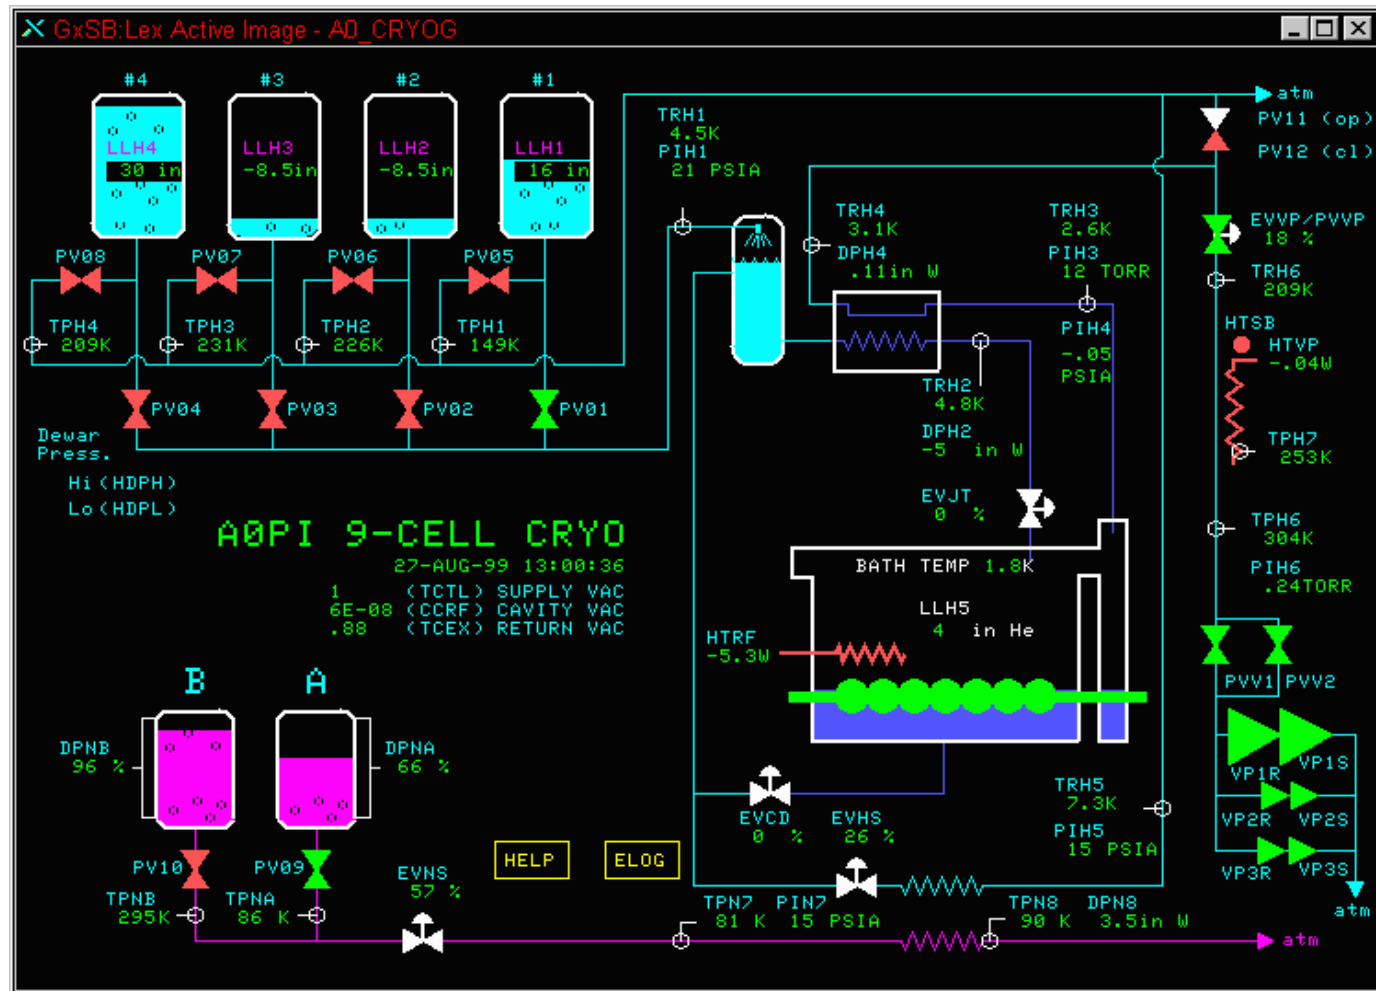 GxSB:Lex Active Image - A0_CRYOG
#4 #3 #2 #1
atm
TRH1
4.5K
PIH1
21 PSIA
PV11 (op)
PV12 (cl)
LLH4 LLH3 LLH2 LLH1
30 in -8.5in -8.5in 16 in
TRH4
3.1K
DPH4
.11in W
TRH3
2.6K
PIH3
12 TORR
EVVP/PVVP
18 %
PV08 PV07 PV06 PV05
TRH6
209K
TPH4 TPH3 TPH2 TPH1
209K 231K 226K 149K
PIH4
-.05
PSIA
HTSB
HTVP
-.04W
TRH2
4.8K
DPH2
-5 in W
PV04 PV03 PV02 PV01
TPH7
253K
Dewar
Press.
Hi(HDPH)
Lo(HDPL)
EVJT
0 %
A0PI 9-CELL CRYO
27-AUG-99 13:00:36
1 (TCTL) SUPPLY VAC
6E-08 (CCRF) CAVITY VAC
.88 (TCEX) RETURN VAC
TPH6
304K
PIH6
.24TORR
BATH TEMP 1.8K
LLH5
4 in He
HTRF
-5.3W
B A
PVV1 PVV2
DPNB
96 %
DPNA
66 %
VP1R VP1S
TRH5
7.3K
PIH5
15 PSIA
EVCD
0 %
EVHS
26 %
VP2R VP2S
VP3R VP3S
PV10 PV09
HELP ELOG
EVNS
57 %
TPNB
295K
TPNA
86 K
TPN7 PIN7
81 K 15 PSIA
TPN8 DPN8
90 K 3.5in W
atm
atm